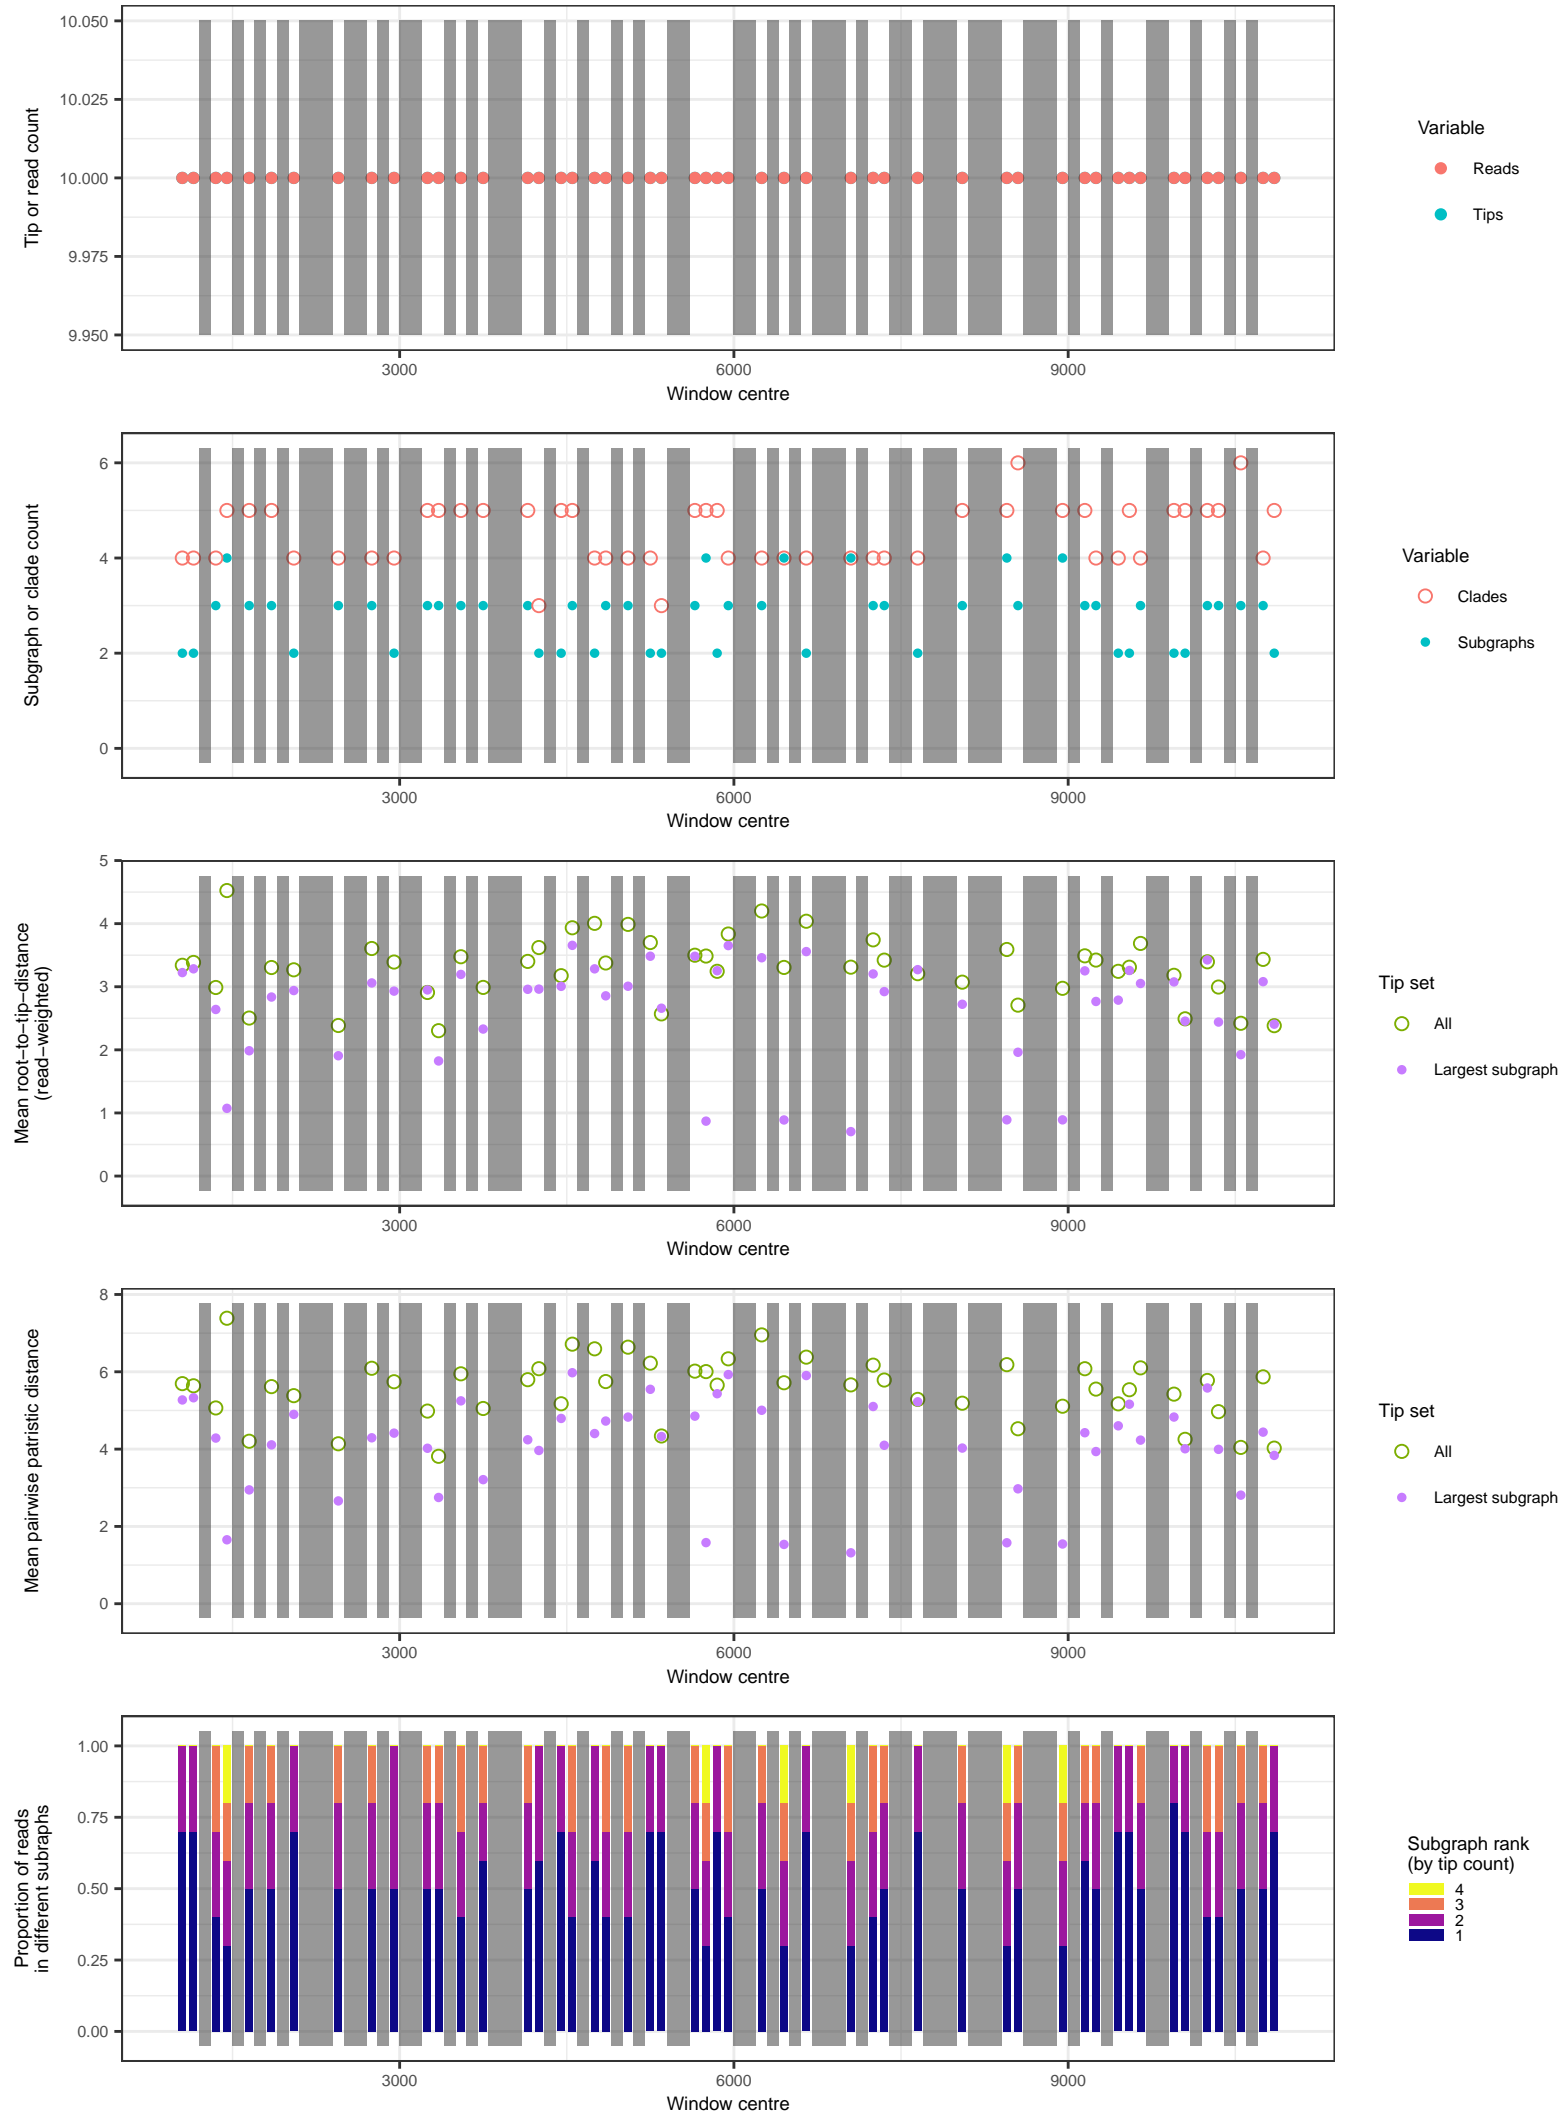 10.050
10.025
10.000
9.975
9.950
Tip or read count
3000
6000
9000
Window centre
Variable
Reads
Tips
6
4
2
0
Subgraph or clade count
3000
6000
9000
Window centre
Variable
Clades
Subgraphs
5
4
3
2
1
0
Mean root−to−tip−distance
(read−weighted)
3000
6000
9000
Window centre
Tip set
All
Largest subgraph
8
6
4
2
0
Mean pairwise patristic distance
3000
6000
9000
Window centre
Tip set
All
Largest subgraph
1.00
0.75
0.50
0.25
0.00
Proportion of reads
in different subraphs
3000
6000
9000
Window centre
Subgraph rank
(by tip count)
4
3
2
1